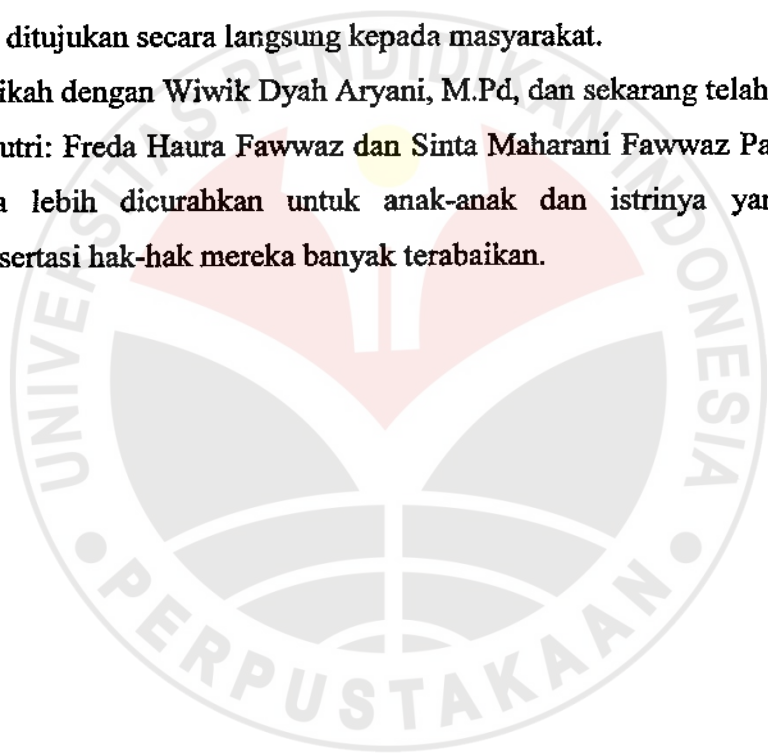 ditujukan secara langsung kepada masyarakat.
ikah dengan Wiwik Dyah Aryani, M.Pd, dan sekarang telah
utri: Freda Haura Fawwaz dan Sinta Maharani Fawwaz Pa
a lebih dicurahkan untuk anak-anak dan istrinya yan
sertasi hak-hak mereka banyak terabaikan.
UNIVERSITAS PENDIDIKAN INDONESIA
PERPUSTAKAAN